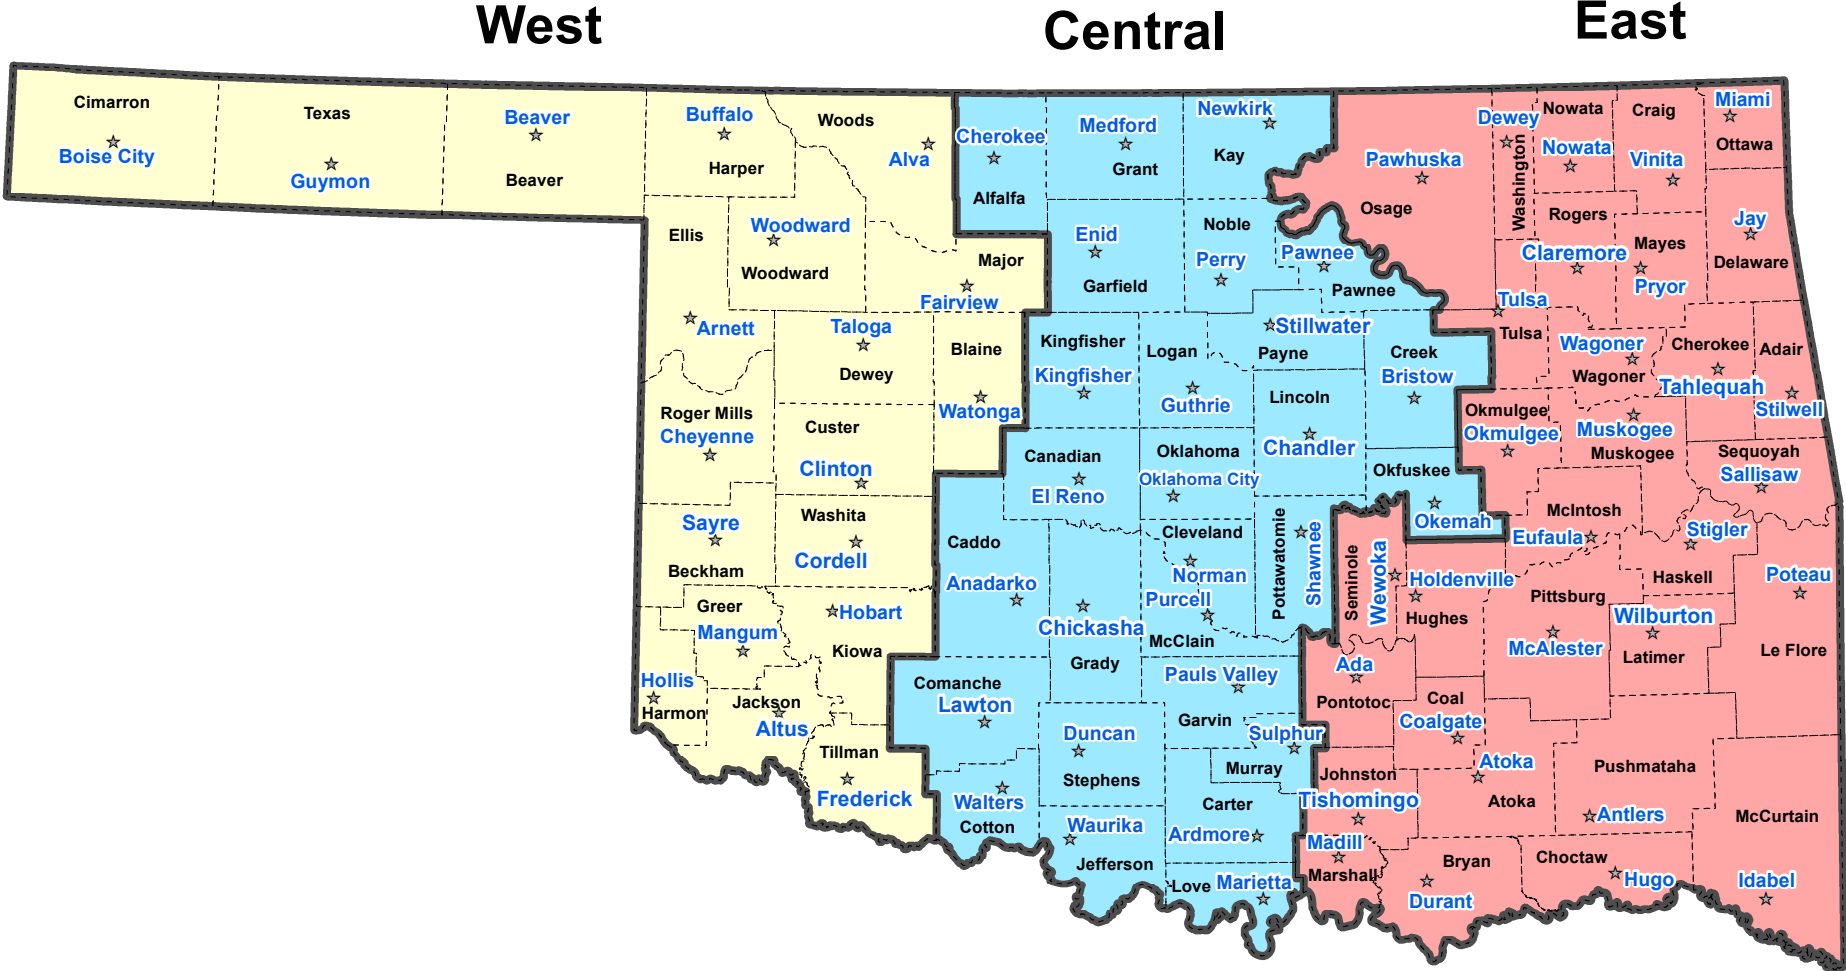 West
Central
East
Cimarron
Boise City
Texas
Guymon
Beaver
Beaver
Buffalo
Harper
Woods
Alva
Ellis
Arnett
Woodward
Woodward
Major
Fairview
Taloga
Dewey
Blaine
Watonga
Roger Mills
Cheyenne
Custer
Clinton
Sayre
Beckham
Washita
Cordell
Greer
Mangum
Hobart
Kiowa
Hollis
Harmon
Jackson
Altus
Tillman
Frederick
Cherokee
Alfalfa
Medford
Grant
Newkirk
Kay
Enid
Garfield
Noble
Perry
Pawnee
Pawnee
Kingfisher
Kingfisher
Logan
Guthrie
Stillwater
Payne
Creek
Bristow
Lincoln
Chandler
Canadian
El Reno
Oklahoma
Oklahoma City
Okfuskee
Okemah
Caddo
Anadarko
Chickasha
Grady
Cleveland
Norman
Purcell
McClain
Pottawatomie
Shawnee
Comanche
Lawton
Pauls Valley
Garvin
Duncan
Stephens
Sulphur
Murray
Walters
Cotton
Waurika
Jefferson
Carter
Ardmore
Love
Marietta
Pawhuska
Osage
Dewey
Washington
Nowata
Nowata
Craig
Vinita
Miami
Ottawa
Rogers
Claremore
Mayes
Pryor
Jay
Delaware
Tulsa
Tulsa
Wagoner
Wagoner
Cherokee
Tahlequah
Adair
Stilwell
Okmulgee
Okmulgee
Muskogee
Muskogee
Sequoyah
Sallisaw
McIntosh
Eufaula
Stigler
Haskell
Seminole
Wewoka
Holdenville
Hughes
Pittsburg
McAlester
Wilburton
Latimer
Poteau
Le Flore
Ada
Pontotoc
Coal
Coalgate
Atoka
Atoka
Pushmataha
Antlers
Johnston
Tishomingo
Madill
Marshall
Bryan
Durant
Choctaw
Hugo
McCurtain
Idabel